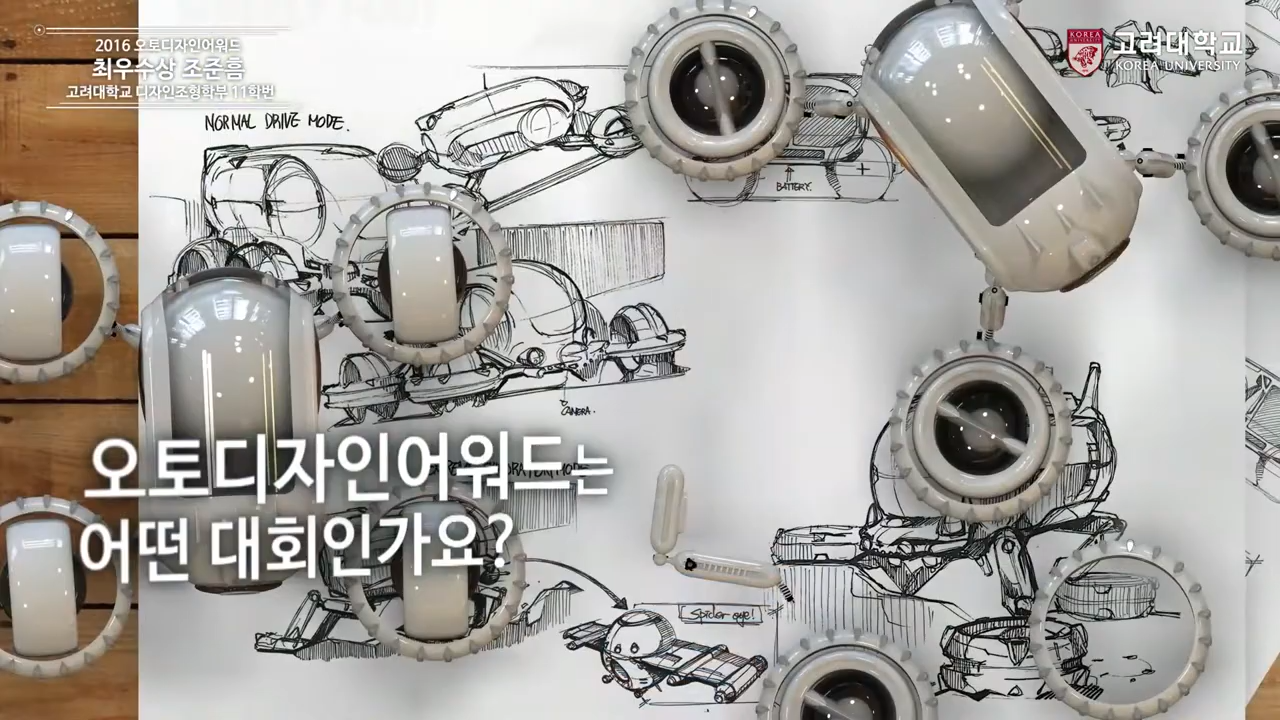 2016 오토디자인어워드
최우수상 조준흠
고려대학교 디자인조형학부 11학번
KOREA
UNIVERSITY
고려대학교
KOREA UNIVERSITY
NORMAL DRIVE MODE.
BATTERY.
CAMERA.
오토디자인어워드는
어떤 대회인가요?
Spider eye!